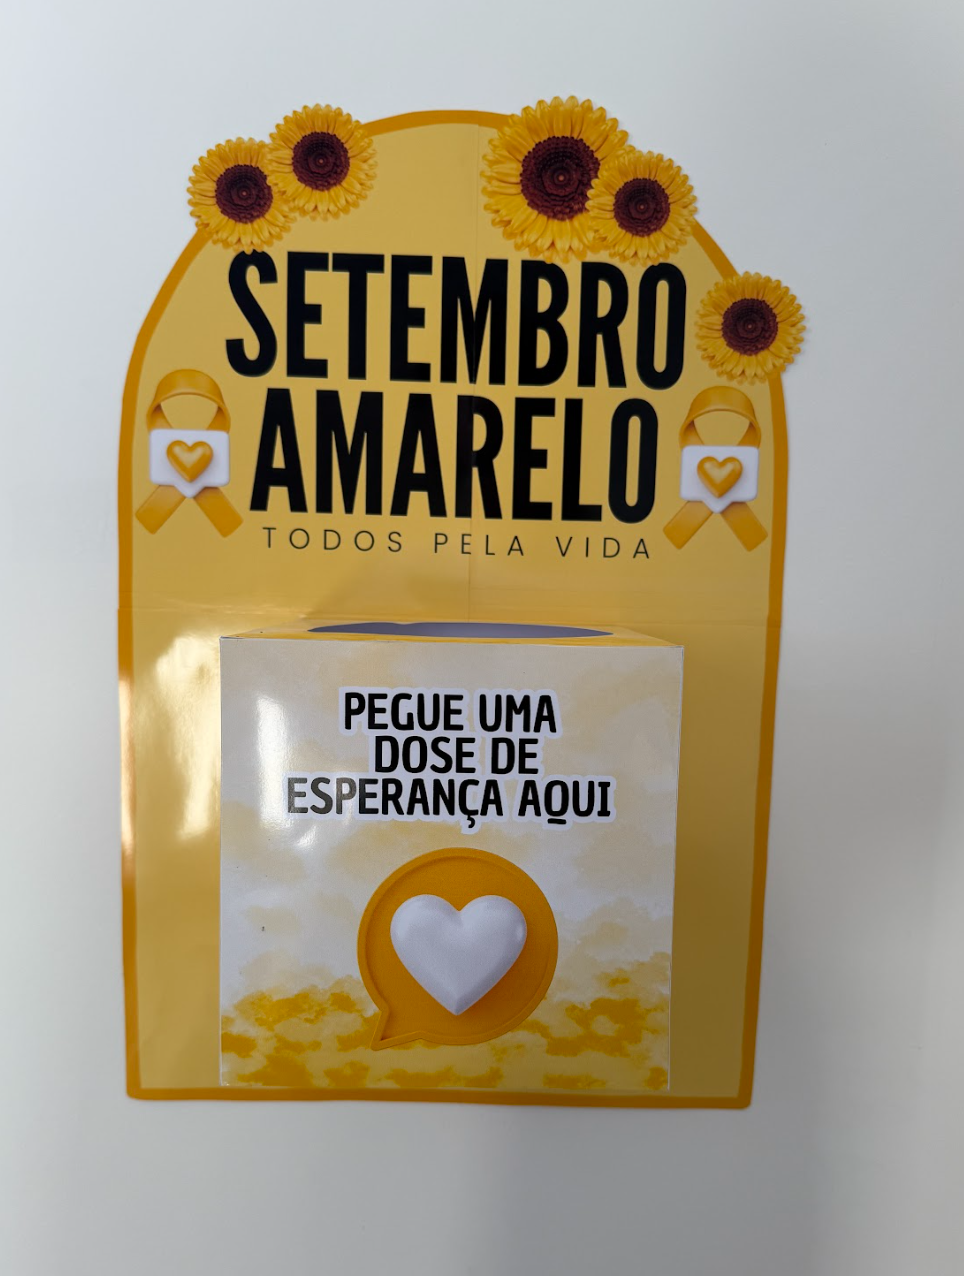 SETEMBRO
AMARELO
TODOS PELA VIDA
PEGUE UMA
DOSE DE
ESPERANÇA AQUI